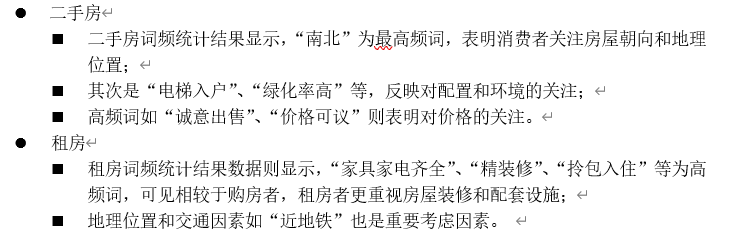 ● 二手房
■ 二手房词频统计结果显示，“南北”为最高频词，表明消费者关注房屋朝向和地理
位置；
■ 其次是“电梯入户”、“绿化率高”等，反映对配置和环境的关注；
■ 高频词如“诚意出售”、“价格可议”则表明对价格的关注。
● 租房
■ 租房词频统计结果数据则显示，“家具家电齐全”、“精装修”、“拎包入住”等为高
频词，可见相较于购房者，租房者更重视房屋装修和配套设施；
■ 地理位置和交通因素如“近地铁”也是重要考虑因素。